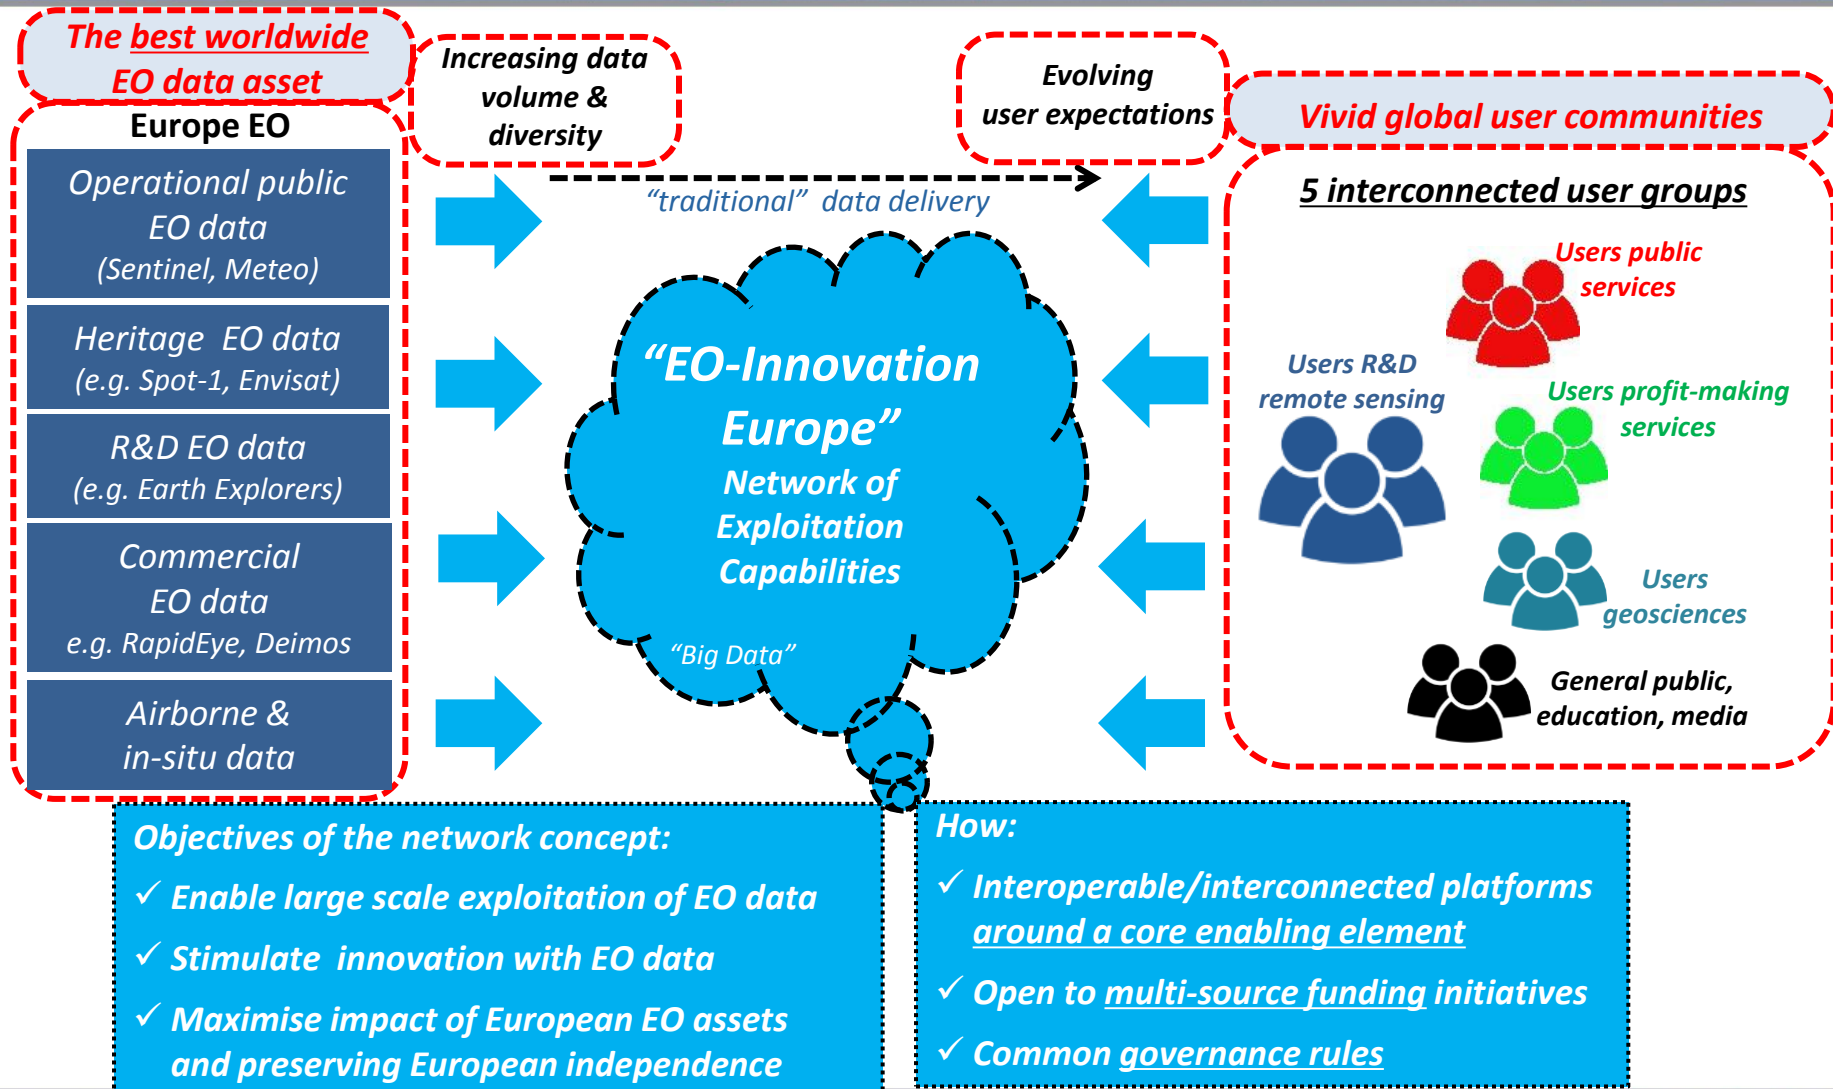 The best worldwide
EO data asset
Europe EO
Operational public
EO data
(Sentinel, Meteo)
Heritage EO data
(e.g. Spot-1, Envisat)
R&D EO data
(e.g. Earth Explorers)
Commercial
EO data
e.g. RapidEye, Deimos
Airborne &
in-situ data
Increasing data
volume &
diversity
Evolving
user expectations
"traditional" data delivery
“EO-Innovation
Europe”
Network of
Exploitation
Capabilities
“Big Data”
Vivid global user communities
5 interconnected user groups
Users public
services
Users R&D
remote sensing
Users profit-making
services
Users
geosciences
General public,
education, media
Objectives of the network concept:
✓ Enable large scale exploitation of EO data
✓ Stimulate innovation with EO data
✓ Maximise impact of European EO assets
and preserving European independence
How:
✓ Interoperable/interconnected platforms
around a core enabling element
✓ Open to multi-source funding initiatives
✓ Common governance rules